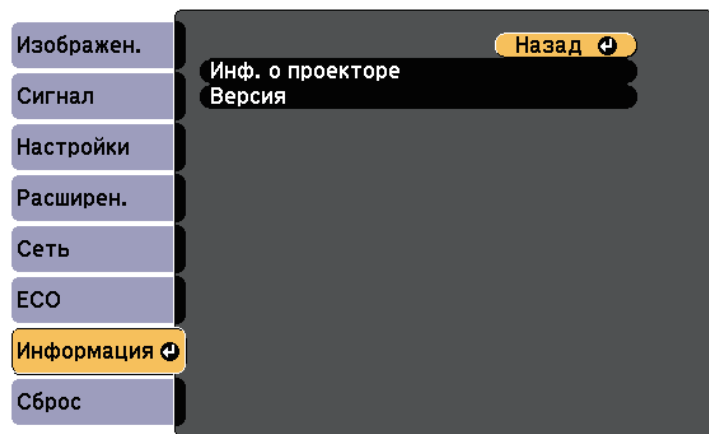 Изображен.
Сигнал
Настройки
Расширен.
Сеть
ECO
Информация
Сброс
Назад
Инф. о проекторе
Версия